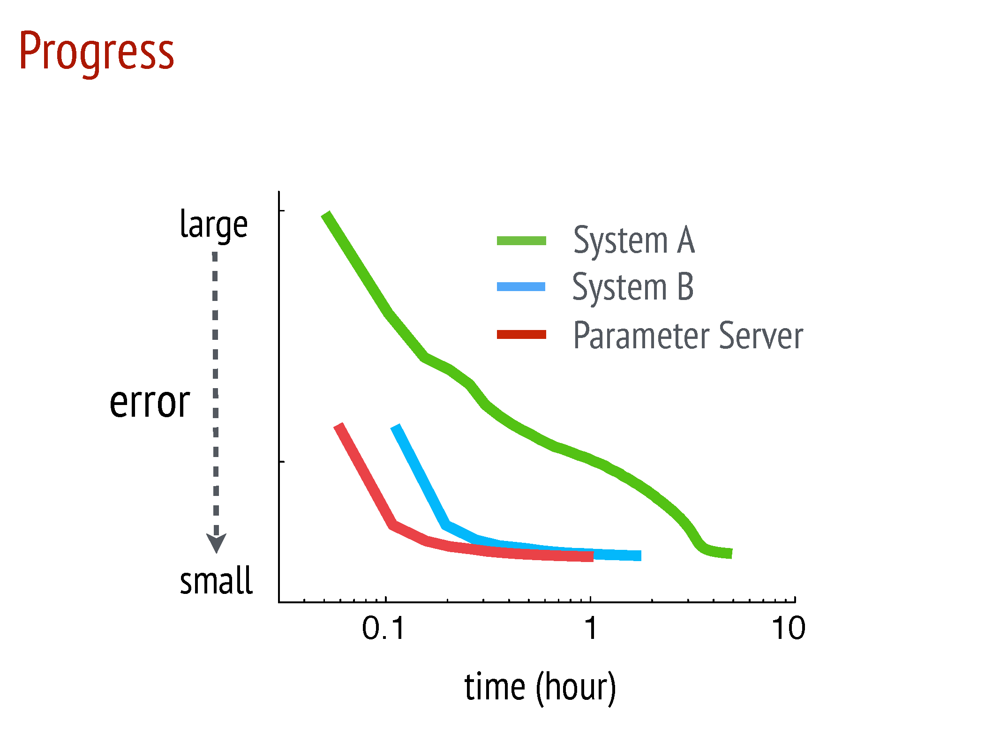 Progress
large
System A
System B
Parameter Server
error
small
0.1
1
10
time (hour)